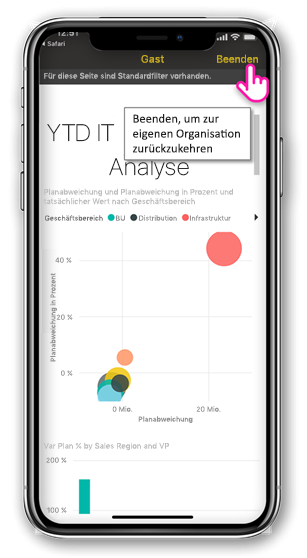 12:51
Safari
Gast
Beenden
Für diese Seite sind Standardfilter vorhanden.
Beenden, um zur
eigenen Organisation
zurückzukehren
YTD IT
Analyse
Planabweichung und Planabweichung in Prozent und
tatsächlicher Wert nach Geschäftsbereich
Geschäftsbereich BU Distribution Infrastruktur
Planabweichung in Prozent
40 %
20 %
0 %
0 Mio.
20 Mio.
Planabweichung
Var Plan % by Sales Region and VP
200 %
100 %